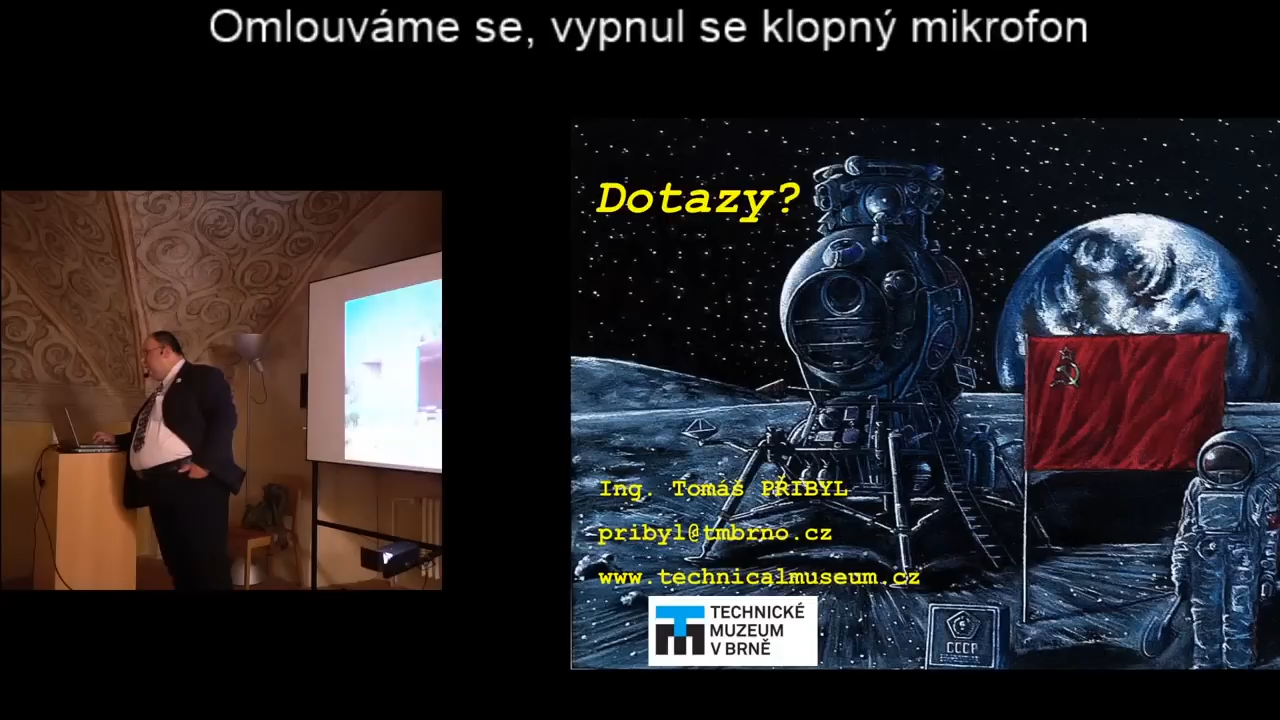 Omlouváme se, vypnul se klopný mikrofon
Dotazy?
Ing. Tomáš PŘIBYL
pribyl@tmbrno.cz
www.technicalmuseum.cz
TECHNICKÉ
MUZEUM
V BRNĚ
CCCP